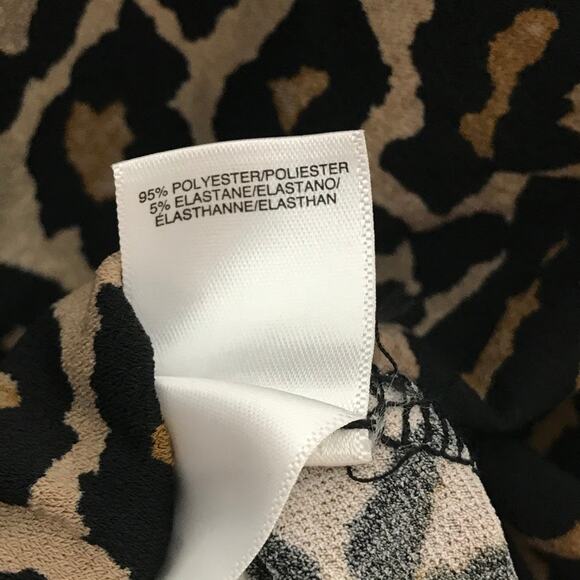 95% POLYESTER/POLIESTER
5% ELASTANE/ELASTANO/
ÉLASTHANNE/ELASTHAN